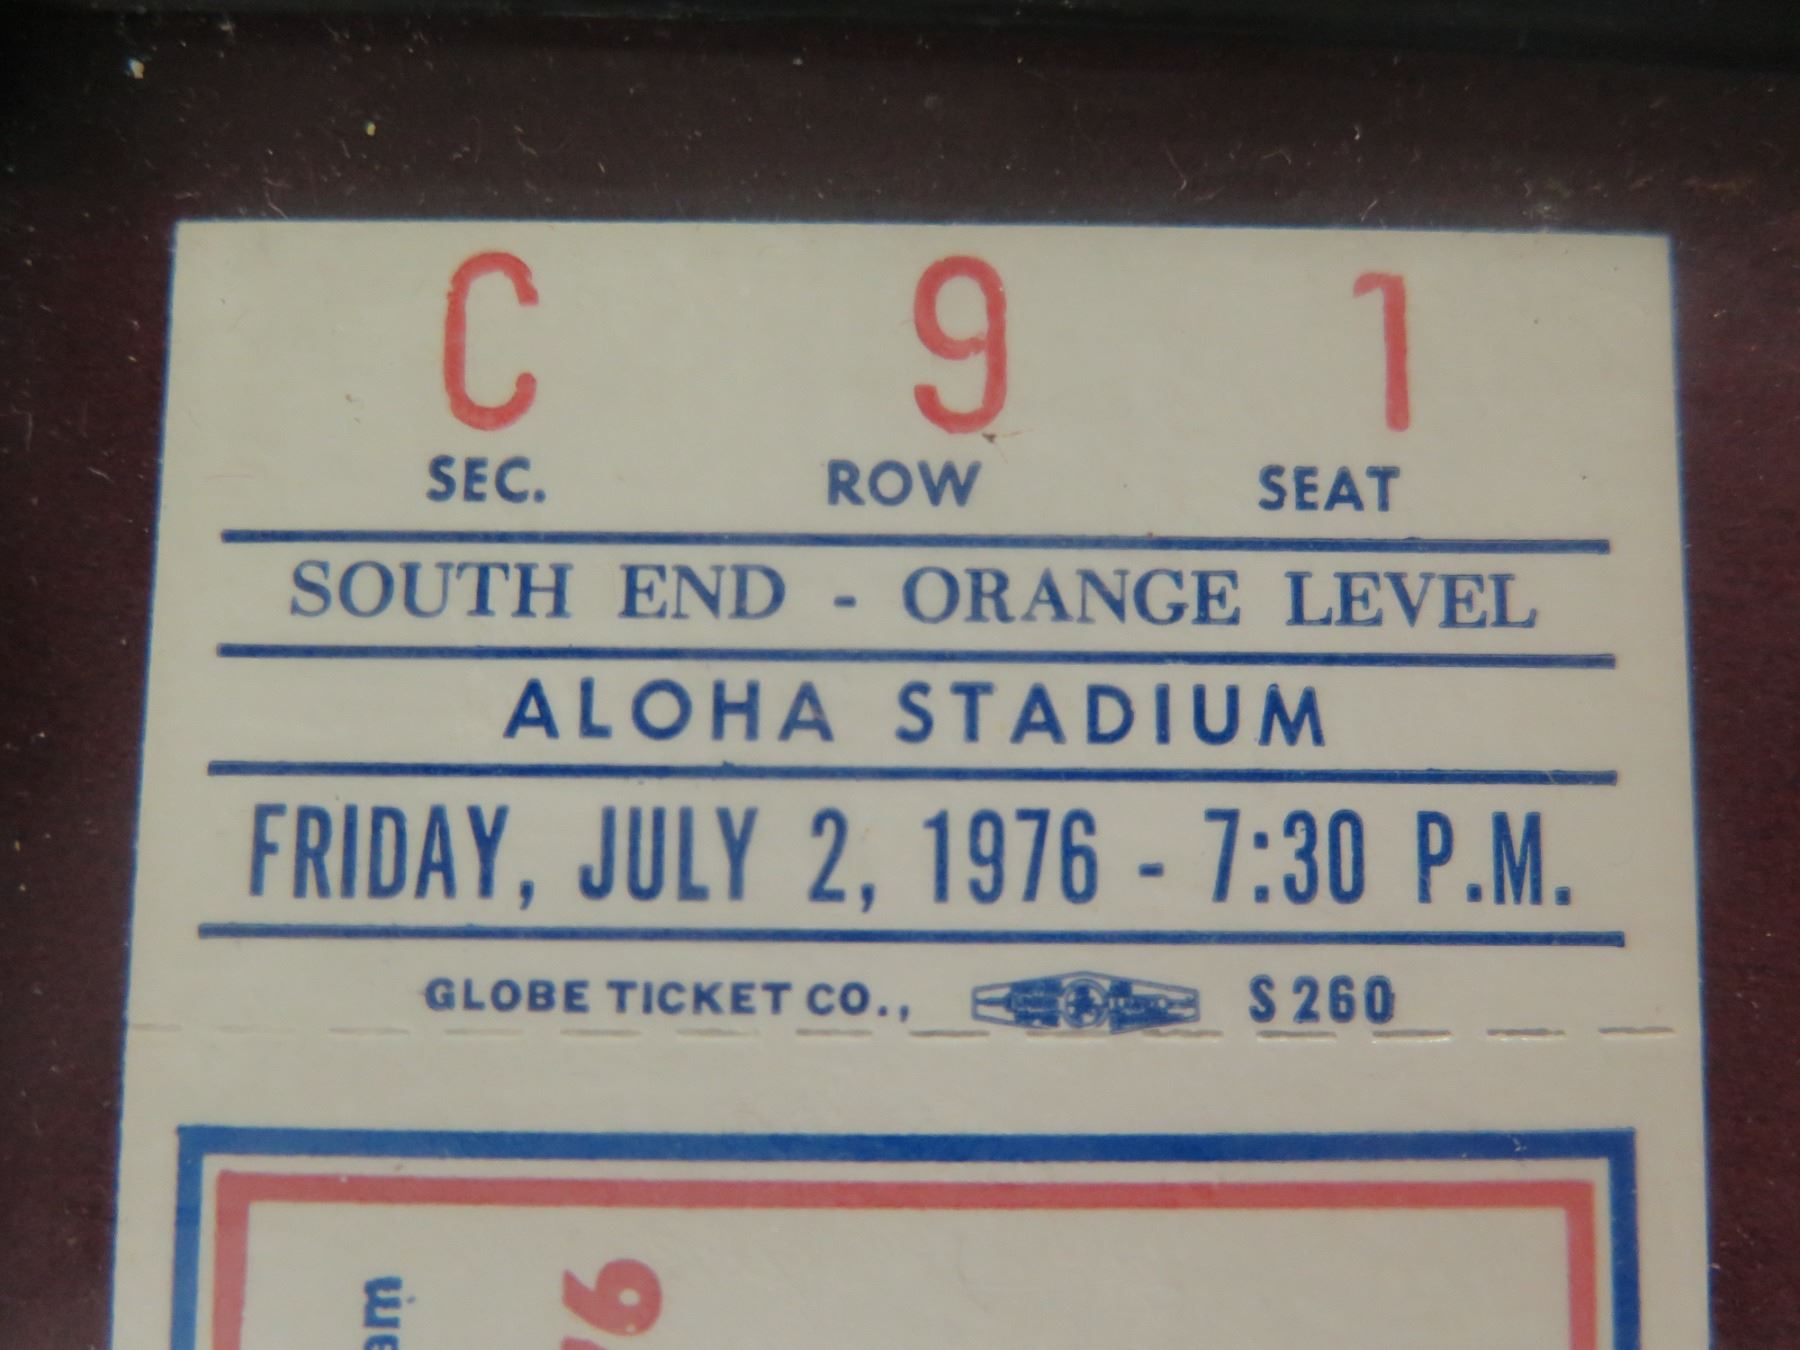 C 9 1
SEC. ROW SEAT
SOUTH END - ORANGE LEVEL
ALOHA STADIUM
FRIDAY, JULY 2, 1976 - 7:30 P.M.
GLOBE TICKET CO., S 260